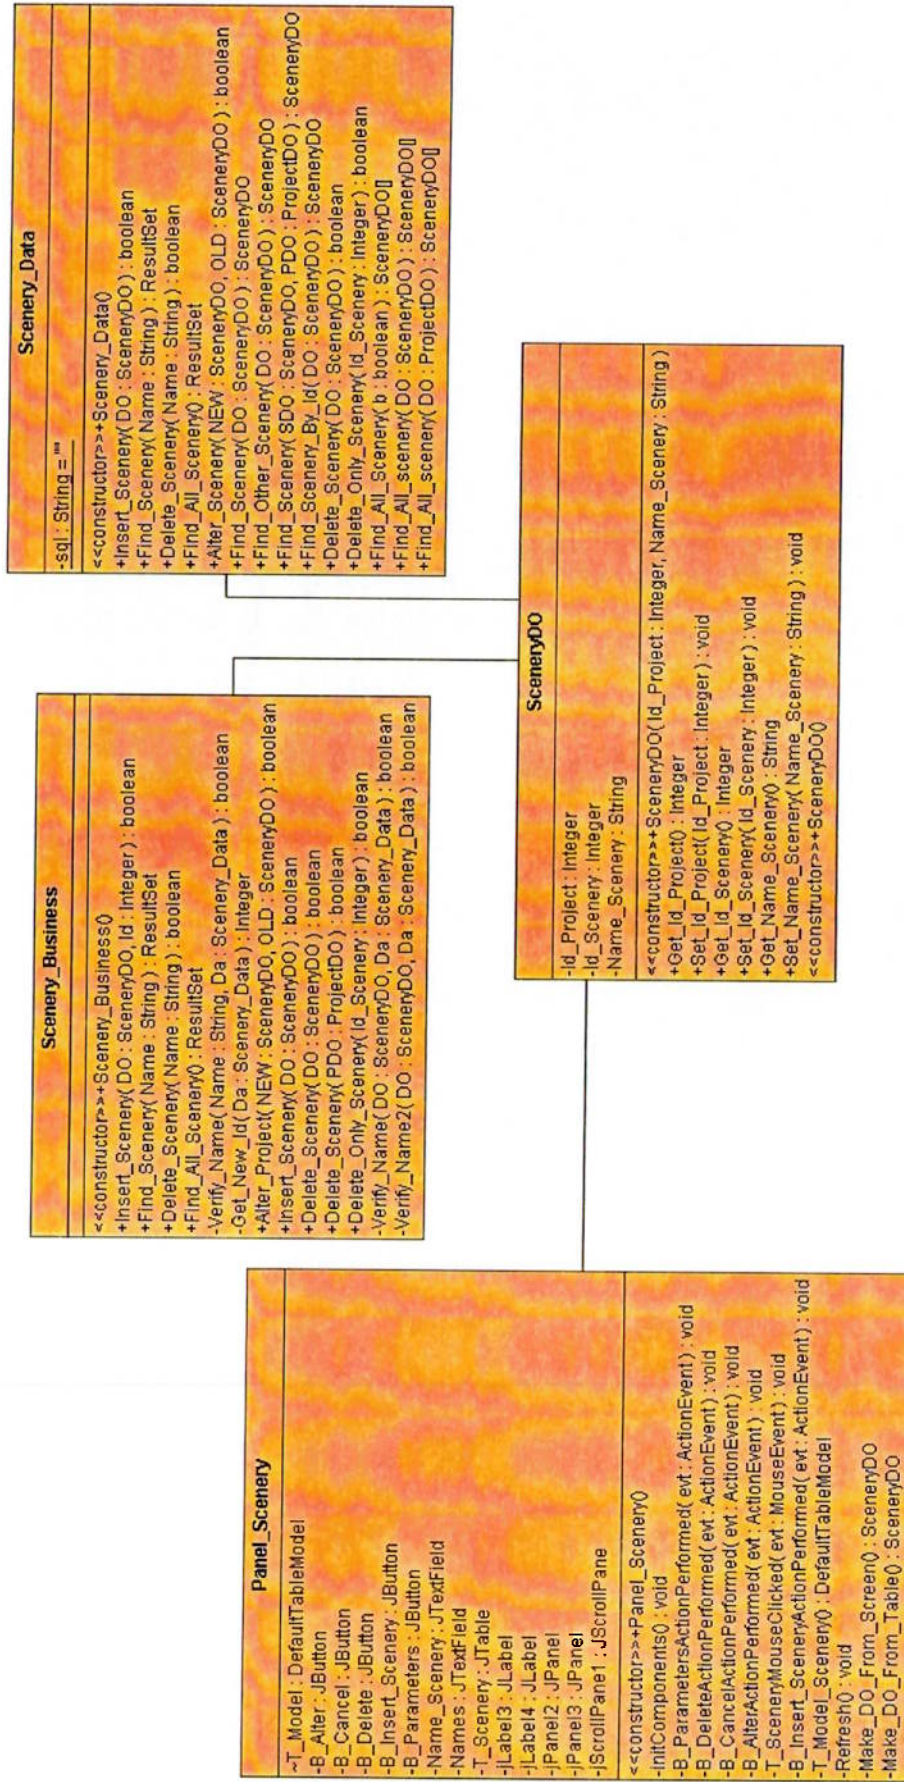 Panel_Scenery
~T_Model : DefaultTableModel
-B_Alter : JButton
-B_Cancel : JButton
-B_Delete : JButton
-B_Insert_Scenery : JButton
-B_Parameters : JButton
-Name_Scenery : JTextField
-Names : JTextField
-T_Scenery : JTable
-jLabel3 : JLabel
-jLabel4 : JLabel
-jPanel2 : JPanel
-jPanel3 : JPanel
-jScrollPane1 : JScrollPane
<<constructor>>+Panel_Scenery()
-initComponents() : void
-B_ParametersActionPerformed( evt : ActionEvent ) : void
-B_DeleteActionPerformed( evt : ActionEvent ) : void
-B_CancelActionPerformed( evt : ActionEvent ) : void
-B_AlterActionPerformed( evt : ActionEvent ) : void
-T_SceneryMouseClicked( evt : MouseEvent ) : void
-B_Insert_SceneryActionPerformed( evt : ActionEvent ) : void
-T_Model_Scenery() : DefaultTableModel
-Refresh() : void
-Make_DO_From_Screen() : SceneryDO
-Make_DO_From_Table() : SceneryDO
Scenery_Business
<<constructor>>+Scenery_Business()
+Insert_Scenery( DO : SceneryDO, Id : Integer ) : boolean
+Find_Scenery( Name : String ) : ResultSet
+Delete_Scenery( Name : String ) : boolean
+Find_All_Scenery() : ResultSet
-Verify_Name( Name : String, Da : Scenery_Data ) : boolean
-Get_New_Id( Da : Scenery_Data ) : Integer
+Alter_Project( NEW : SceneryDO, OLD : SceneryDO ) : boolean
+Insert_Scenery( DO : SceneryDO ) : boolean
+Delete_Scenery( DO : SceneryDO ) : boolean
+Delete_Scenery( PDO : ProjectDO ) : boolean
+Delete_Only_Scenery( Id_Scenery : Integer ) : boolean
-Verify_Name( DO : SceneryDO, Da : Scenery_Data ) : boolean
-Verify_Name2( DO : SceneryDO, Da : Scenery_Data ) : boolean
SceneryDO
-Id_Project : Integer
-Id_Scenery : Integer
-Name_Scenery : String
<<constructor>>+SceneryDO( Id_Project : Integer, Name_Scenery : String )
+Get_Id_Project() : Integer
+Set_Id_Project( Id_Project : Integer ) : void
+Get_Id_Scenery() : Integer
+Set_Id_Scenery( Id_Scenery : Integer ) : void
+Get_Name_Scenery() : String
+Set_Name_Scenery( Name_Scenery : String ) : void
<<constructor>>+SceneryDO()
Scenery_Data
-sql : String = ""
<<constructor>>+Scenery_Data()
+Insert_Scenery( DO : SceneryDO ) : boolean
+Find_Scenery( Name : String ) : ResultSet
+Delete_Scenery( Name : String ) : boolean
+Find_All_Scenery() : ResultSet
+Alter_Scenery( NEW : SceneryDO, OLD : SceneryDO ) : boolean
+Find_Scenery( DO : SceneryDO ) : SceneryDO
+Find_Other_Scenery( DO : SceneryDO ) : SceneryDO
+Find_Scenery( SDO : SceneryDO, PDO : ProjectDO ) : SceneryDO
+Find_Scenery_By_Id( DO : SceneryDO ) : SceneryDO
+Delete_Scenery( DO : SceneryDO ) : boolean
+Delete_Only_Scenery( Id_Scenery : Integer ) : boolean
+Find_All_Scenery( b : boolean ) : SceneryDO[]
+Find_All_scenery( DO : SceneryDO ) : SceneryDO[]
+Find_All_scenery( DO : ProjectDO ) : SceneryDO[]